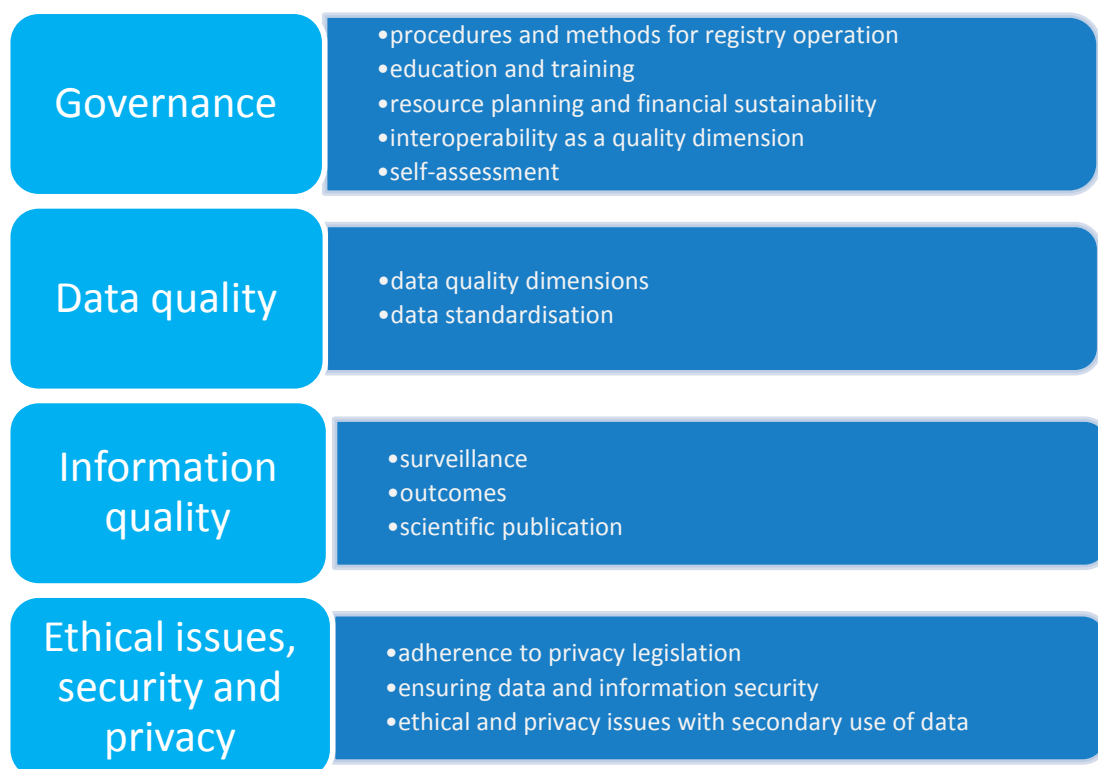 Governance
•procedures and methods for registry operation
•education and training
•resource planning and financial sustainability
•interoperability as a quality dimension
•self-assessment
Data quality
•data quality dimensions
•data standardisation
Information
quality
•surveillance
•outcomes
•scientific publication
Ethical issues,
security and
privacy
•adherence to privacy legislation
•ensuring data and information security
•ethical and privacy issues with secondary use of data